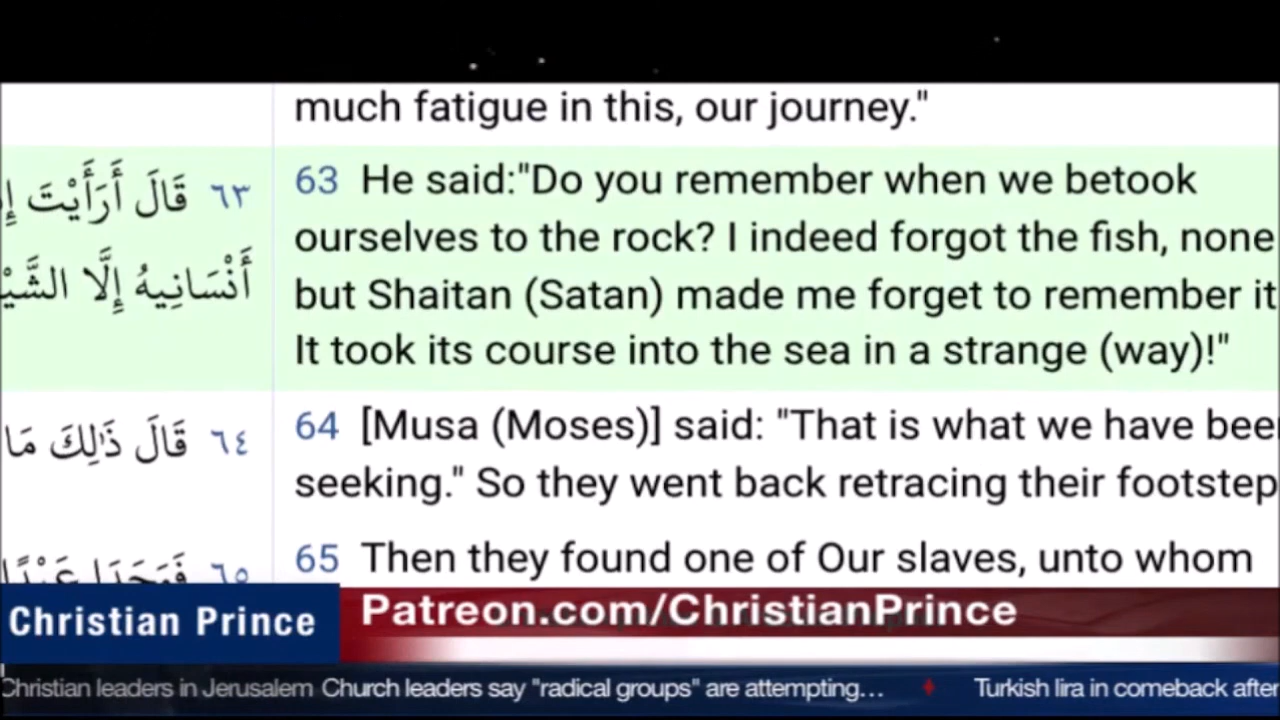 much fatigue in this, our journey."
٦٣ قَالَ أَرَأَيْتَ
63 He said:"Do you remember when we betook
ourselves to the rock? I indeed forgot the fish, none
أَنْسَانِيهُ إِلَّا
but Shaitan (Satan) made me forget to remember it
It took its course into the sea in a strange (way)!"
٦٤ قَالَ ذَٰلِكَ مَا
64 [Musa (Moses)] said: "That is what we have bee
seeking." So they went back retracing their footstep
٦٥
65 Then they found one of Our slaves, unto whom
Christian Prince
Patreon.com/ChristianPrince
Christian leaders in Jerusalem Church leaders say "radical groups" are attempting... Turkish lira in comeback after